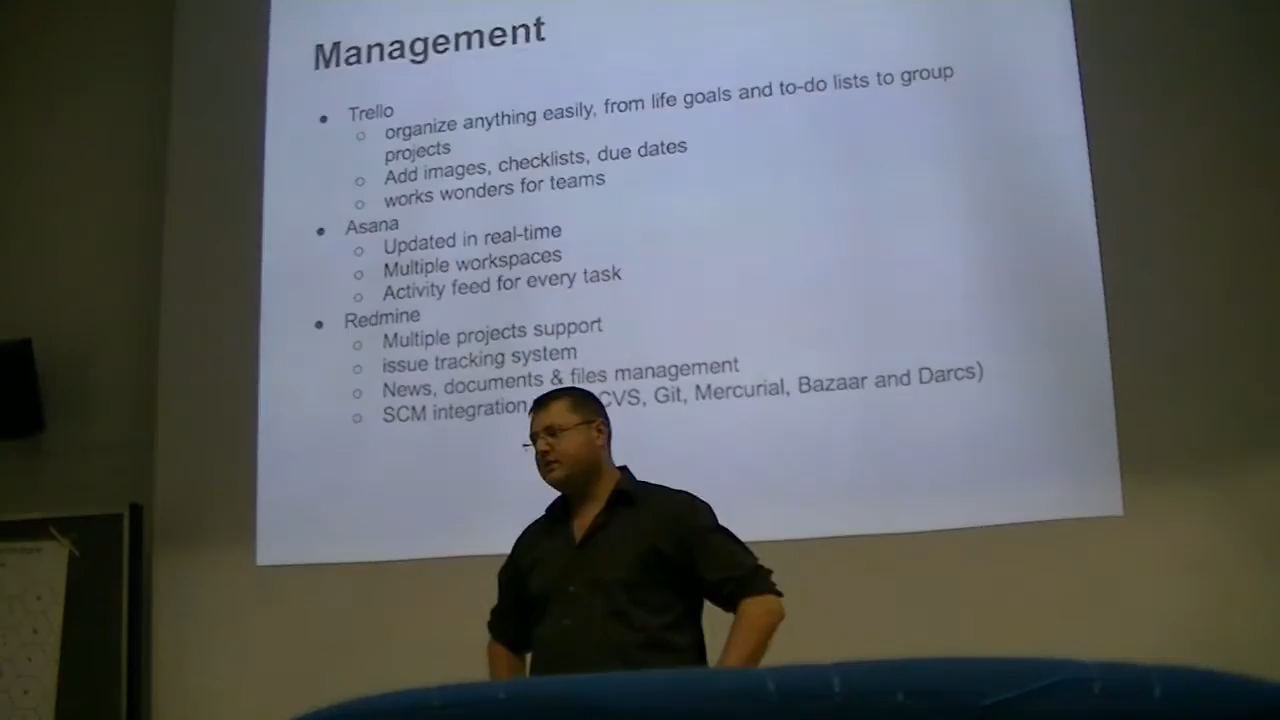 Management
Trello
organize anything easily, from life goals and to-do lists to group
projects
Add images, checklists, due dates
works wonders for teams
Asana
Updated in real-time
Multiple workspaces
Activity feed for every task
Redmine
Multiple projects support
issue tracking system
News, documents & files management
SCM integration CVS, Git, Mercurial, Bazaar and Darcs)